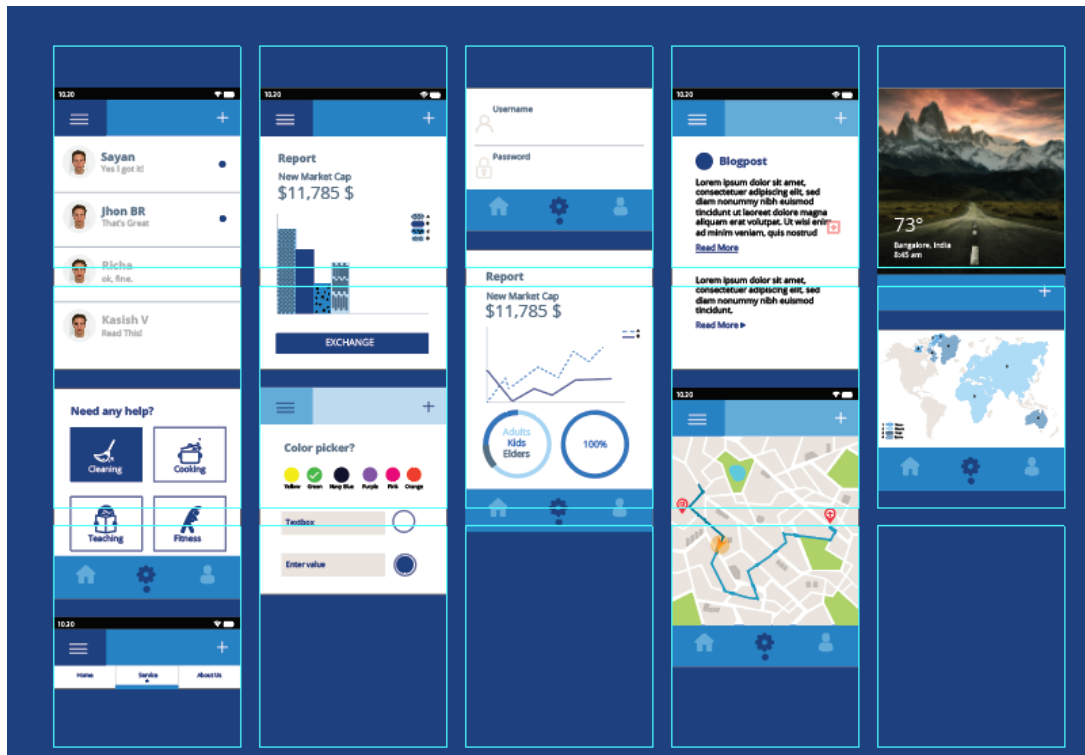 10.20
Sayan
Yes I got it!
Jhon BR
That's Great
Richa
ok, fine.
Kasish V
Read This!
Need any help?
Cleaning
Cooking
Teaching
Fitness
10.20
Home
Service
About Us
10.20
Report
New Market Cap
$11,785 $
EXCHANGE
Color picker?
Yellow
Green
Navy Blue
Purple
Pink
Orange
Textbox
Enter value
Username
Password
Report
New Market Cap
$11,785 $
Adults
Kids
Elders
100%
10.20
Blogpost
Lorem ipsum dolor sit amet,
consectetuer adipiscing elit, sed
diam nonummy nibh euismod
tincidunt ut laoreet dolore magna
aliquam erat volutpat. Ut wisi enim
ad minim veniam, quis nostrud
Read More
Lorem ipsum dolor sit amet,
consectetuer adipiscing elit, sed
diam nonummy nibh euismod
tincidunt.
Read More
10.20
73°
Bangalore, India
8:45 am